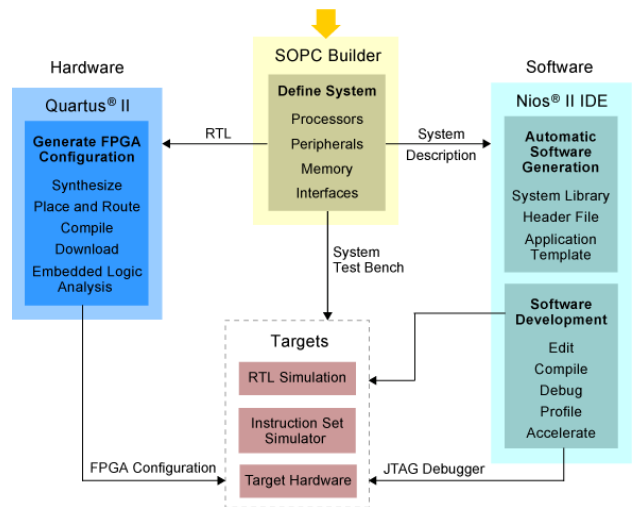 SOPC Builder
Define System
Processors
Peripherals
Memory
Interfaces
Hardware
Quartus® II
Generate FPGA
Configuration
Synthesize
Place and Route
Compile
Download
Embedded Logic
Analysis
RTL
System
Description
Software
Nios® II IDE
Automatic
Software
Generation
System Library
Header File
Application
Template
Software
Development
Edit
Compile
Debug
Profile
Accelerate
System
Test Bench
Targets
RTL Simulation
Instruction Set
Simulator
Target Hardware
FPGA Configuration
JTAG Debugger